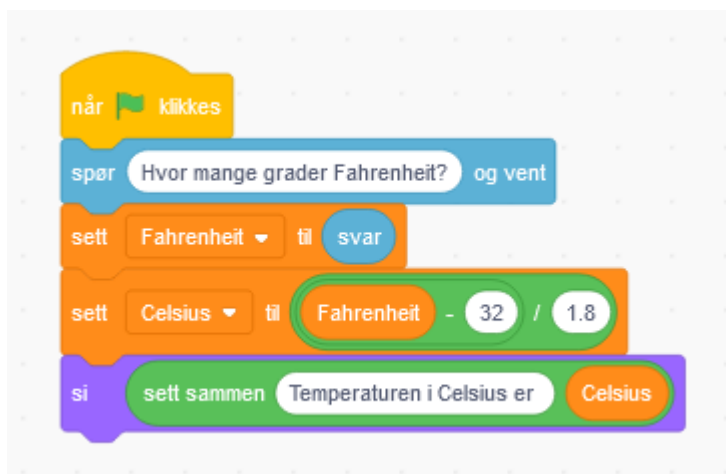 når klikkes
spør Hvor mange grader Fahrenheit? og vent
sett Fahrenheit til svar
sett Celsius til Fahrenheit - 32 / 1.8
si sett sammen Temperaturen i Celsius er Celsius